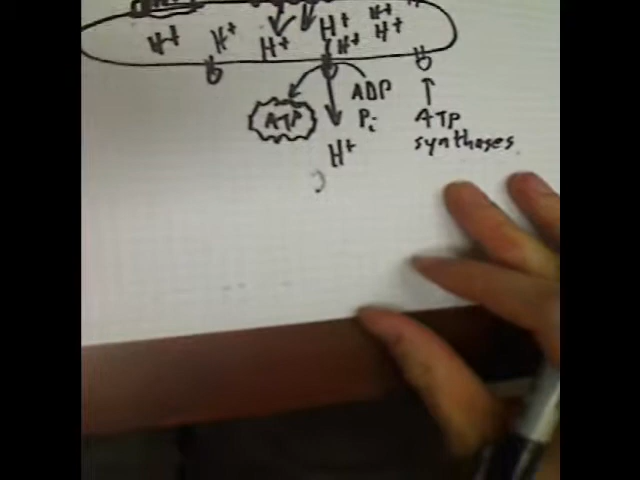 H+ H+ H+ H+ H+ H+ H+
ADP
ATP
Pi
ATP
synthases
H+